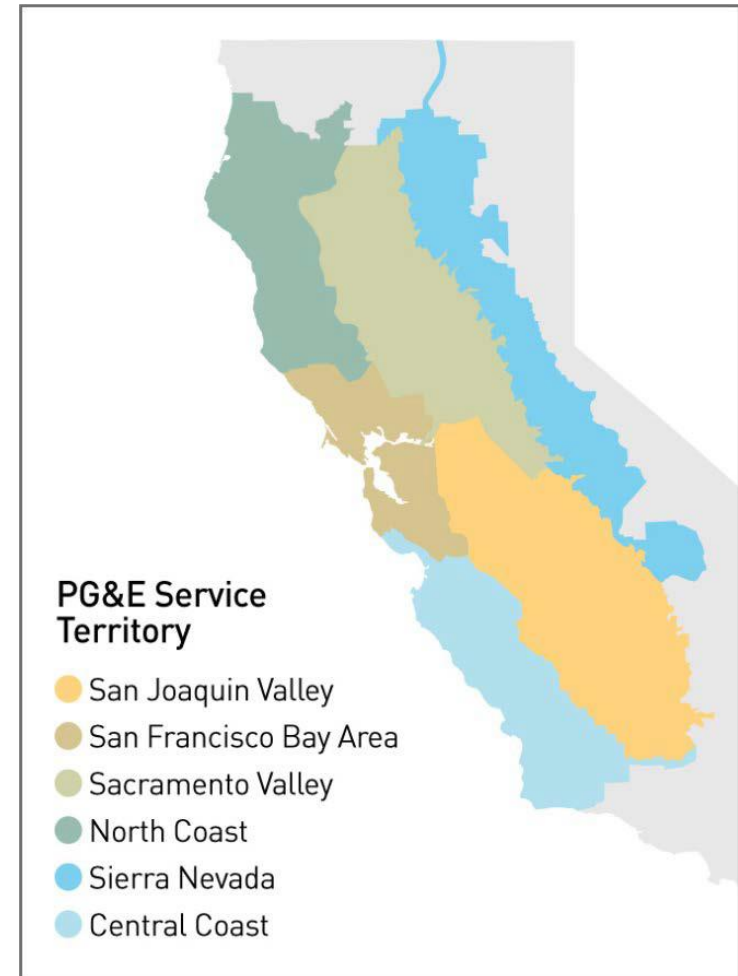 PG&E Service
Territory
San Joaquin Valley
San Francisco Bay Area
Sacramento Valley
North Coast
Sierra Nevada
Central Coast